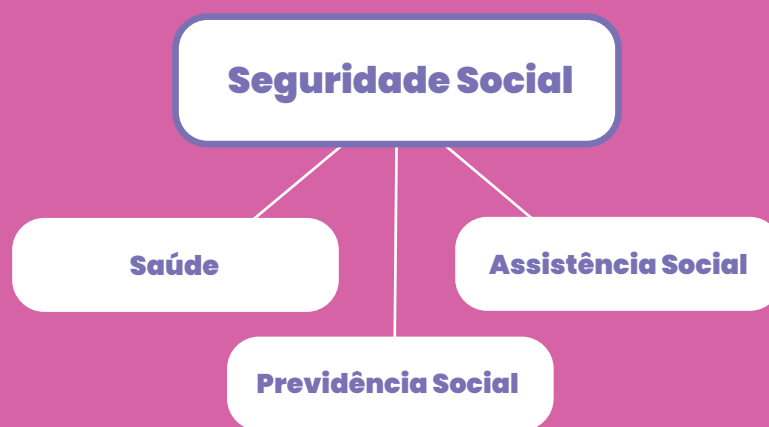 Seguridade Social
Saúde
Assistência Social
Previdência Social